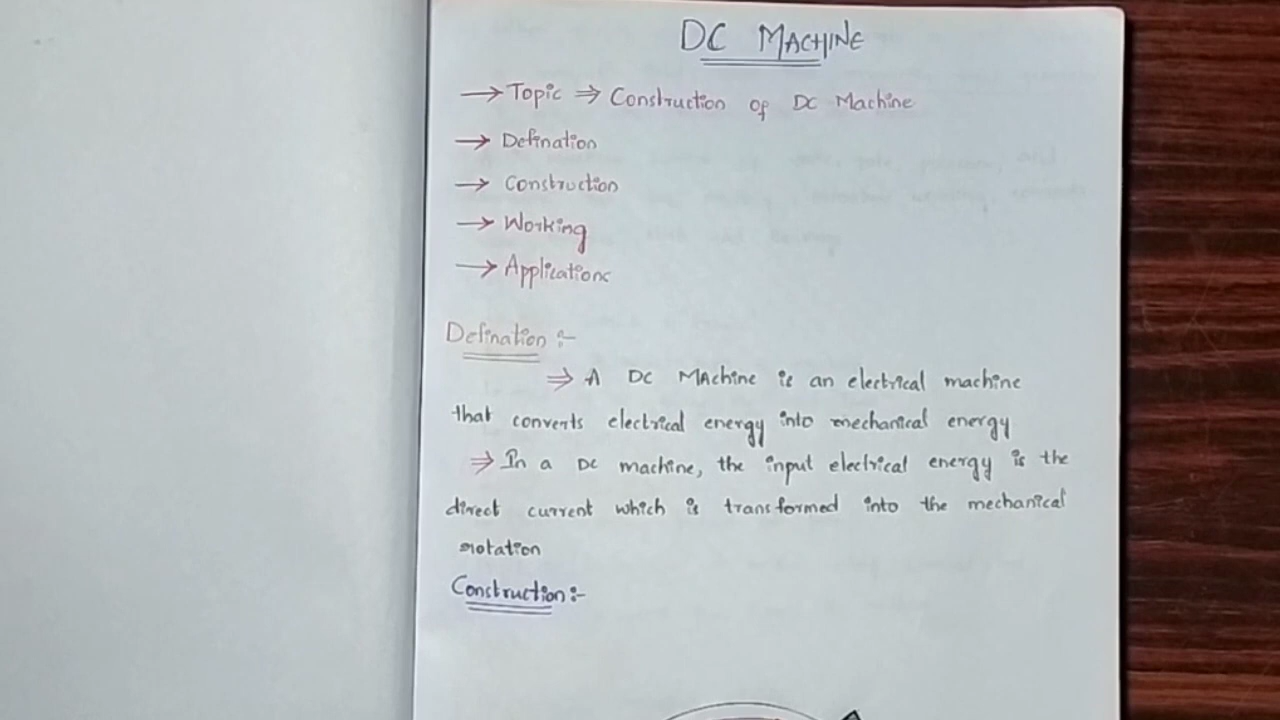 DC MACHINE
→ Topic ⇒ Construction of DC Machine
→ Defination
→ Construction
→ Working
→ Applications
Defination :-
⇒ A DC MAchine is an electrical machine
that converts electrical energy into mechanical energy
⇒ In a DC machine, the input electrical energy is the
direct current which is transformed into the mechanical
rotation
Construction :-